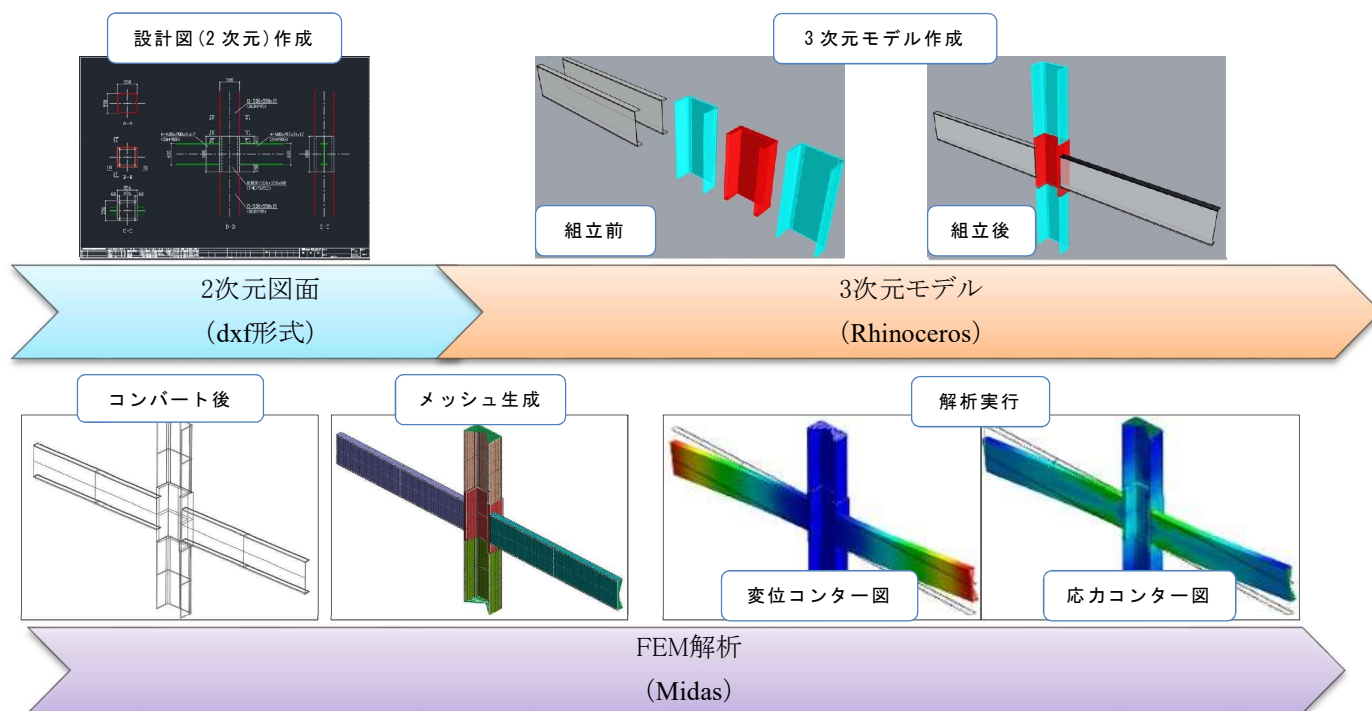 設計図(2次元)作成
3次元モデル作成
A-A
D-D
組立前
組立後
2次元図面
(dxf形式)
3次元モデル
(Rhinoceros)
コンバート後
メッシュ生成
解析実行
変位コンター図
応力コンター図
FEM解析
(Midas)